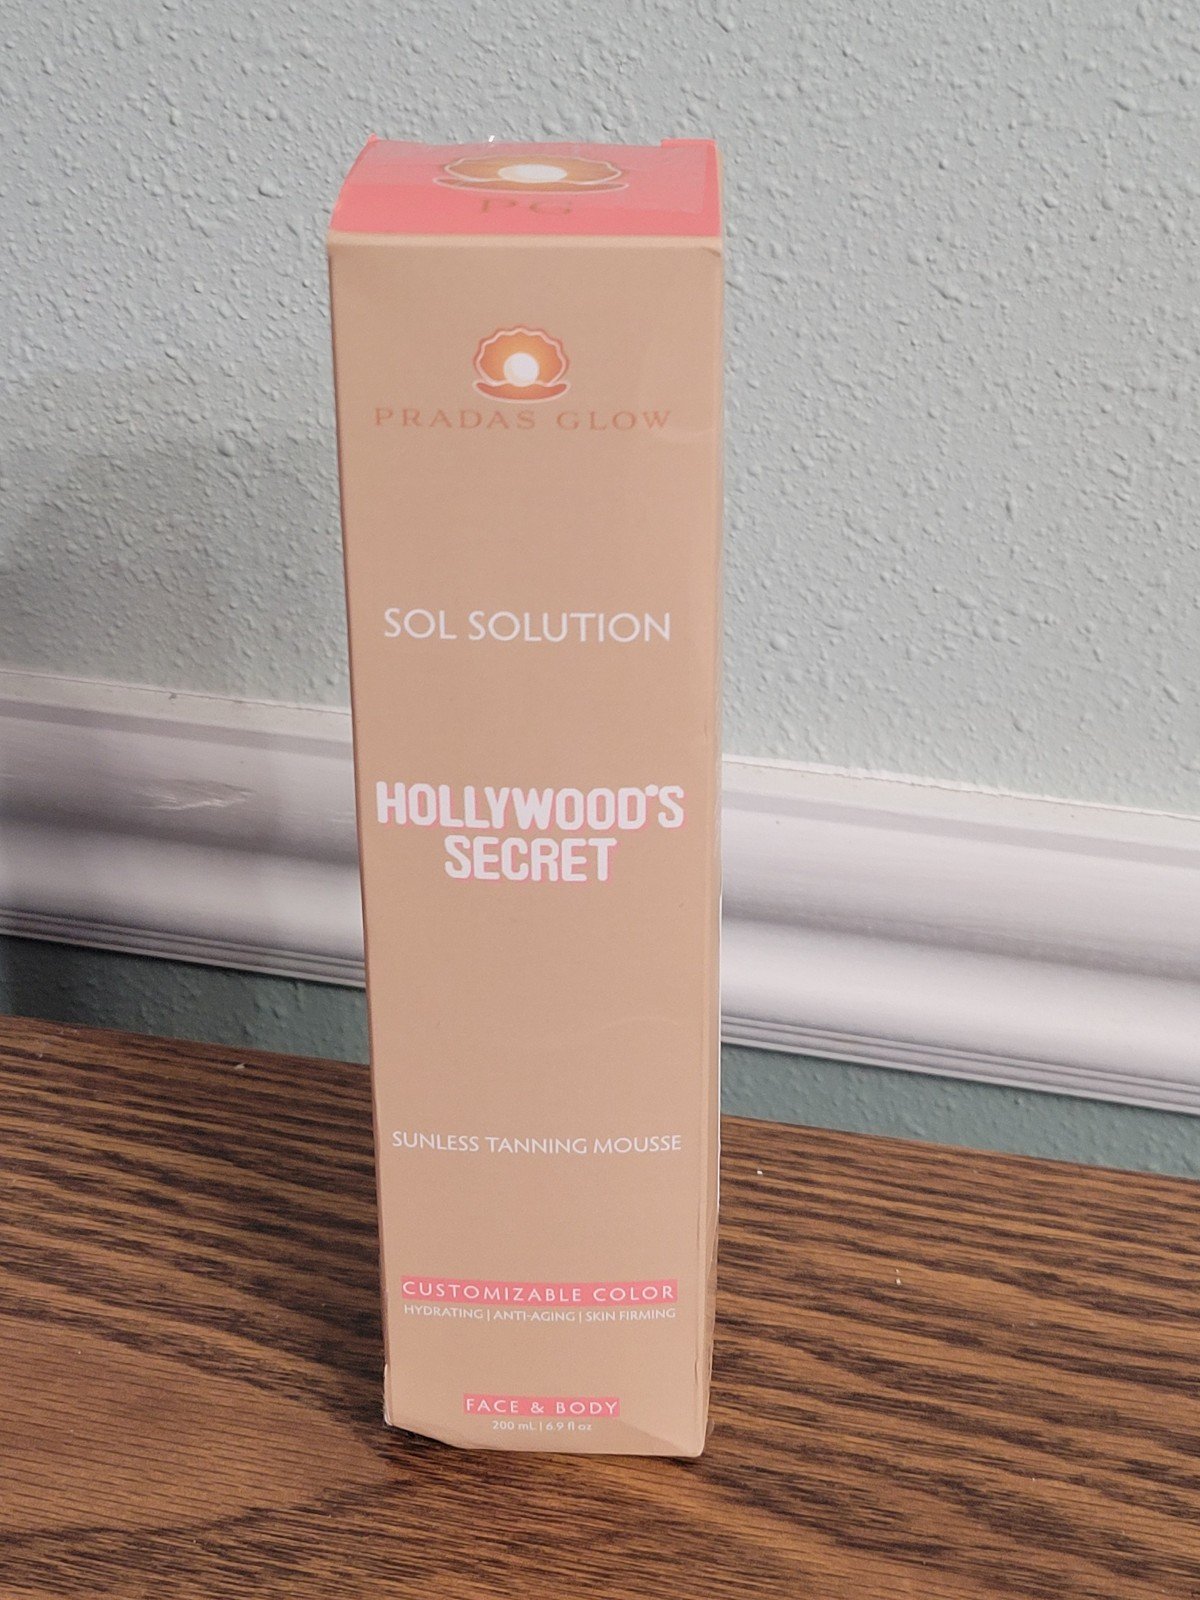 PG
PRADAS GLOW
SOL SOLUTION
HOLLYWOOD'S
SECRET
SUNLESS TANNING MOUSSE
CUSTOMIZABLE COLOR
HYDRATING | ANTI-AGING | SKIN FIRMING
FACE & BODY
200 mL | 6.9 fl oz